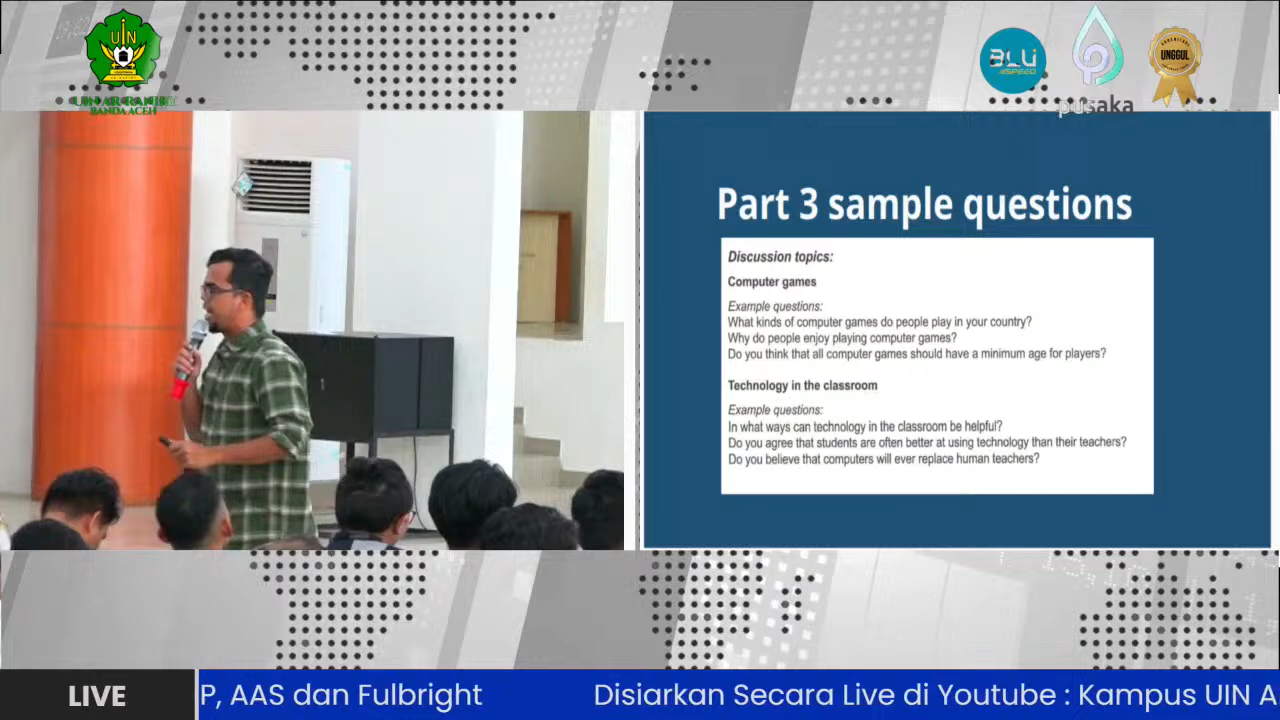 UIN
UIN AR-RANIRY
BANDA ACEH
BLU
SPEED
pusaka
UNGGUL
Part 3 sample questions
Discussion topics:
Computer games
Example questions:
What kinds of computer games do people play in your country?
Why do people enjoy playing computer games?
Do you think that all computer games should have a minimum age for players?
Technology in the classroom
Example questions:
In what ways can technology in the classroom be helpful?
Do you agree that students are often better at using technology than their teachers?
Do you believe that computers will ever replace human teachers?
LIVE
P, AAS dan Fulbright
Disiarkan Secara Live di Youtube : Kampus UIN A